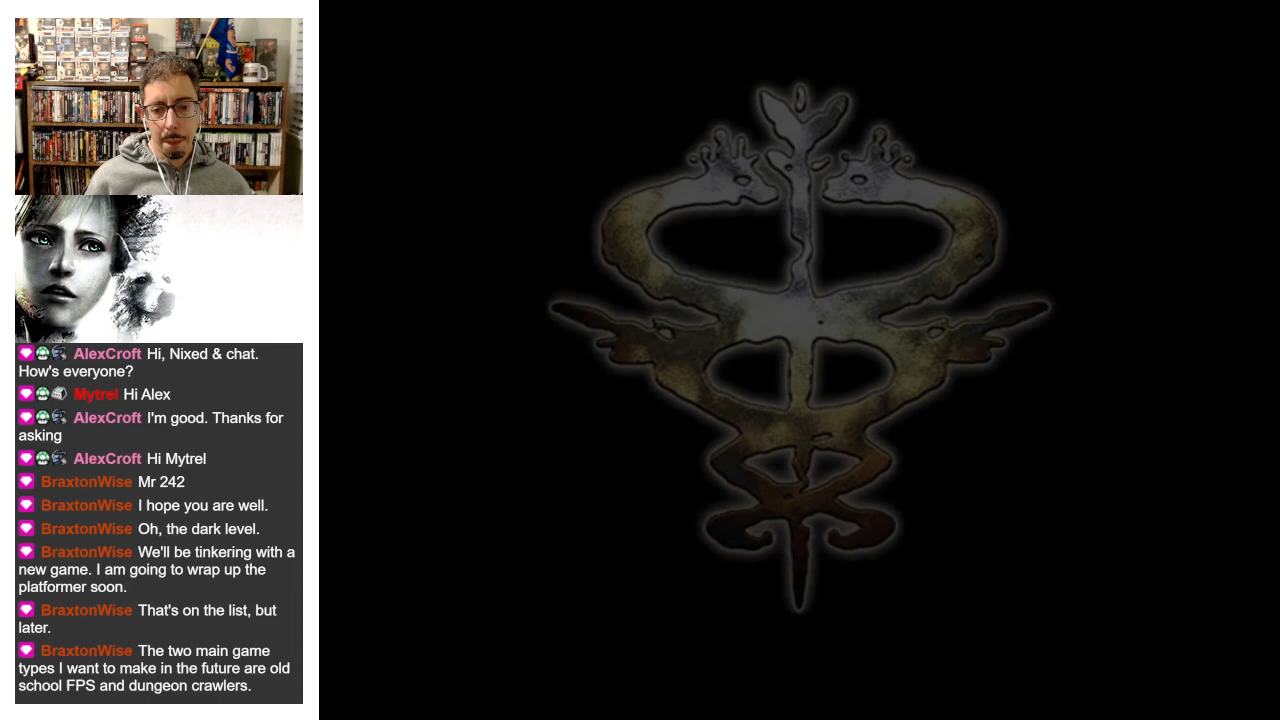 AlexCroft Hi, Nixed & chat.
How's everyone?
Mytrel Hi Alex
AlexCroft I'm good. Thanks for
asking
AlexCroft Hi Mytrel
BraxtonWise Mr 242
BraxtonWise I hope you are well.
BraxtonWise Oh, the dark level.
BraxtonWise We'll be tinkering with a
new game. I am going to wrap up the
platformer soon.
BraxtonWise That's on the list, but
later.
BraxtonWise The two main game
types I want to make in the future are old
school FPS and dungeon crawlers.